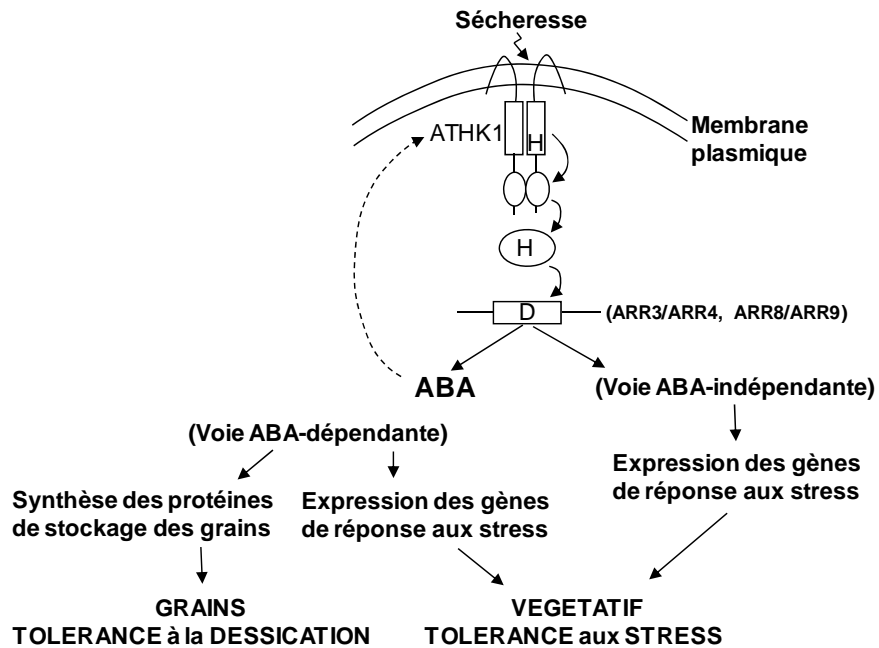 Sécheresse
Membrane
plasmique
ATHK1
H
H
D
(ARR3/ARR4, ARR8/ARR9)
ABA
(Voie ABA-indépendante)
(Voie ABA-dépendante)
Expression des gènes
de réponse aux stress
Synthèse des protéines
de stockage des grains
Expression des gènes
de réponse aux stress
GRAINS
TOLERANCE à la DESSICATION
VEGETATIF
TOLERANCE aux STRESS